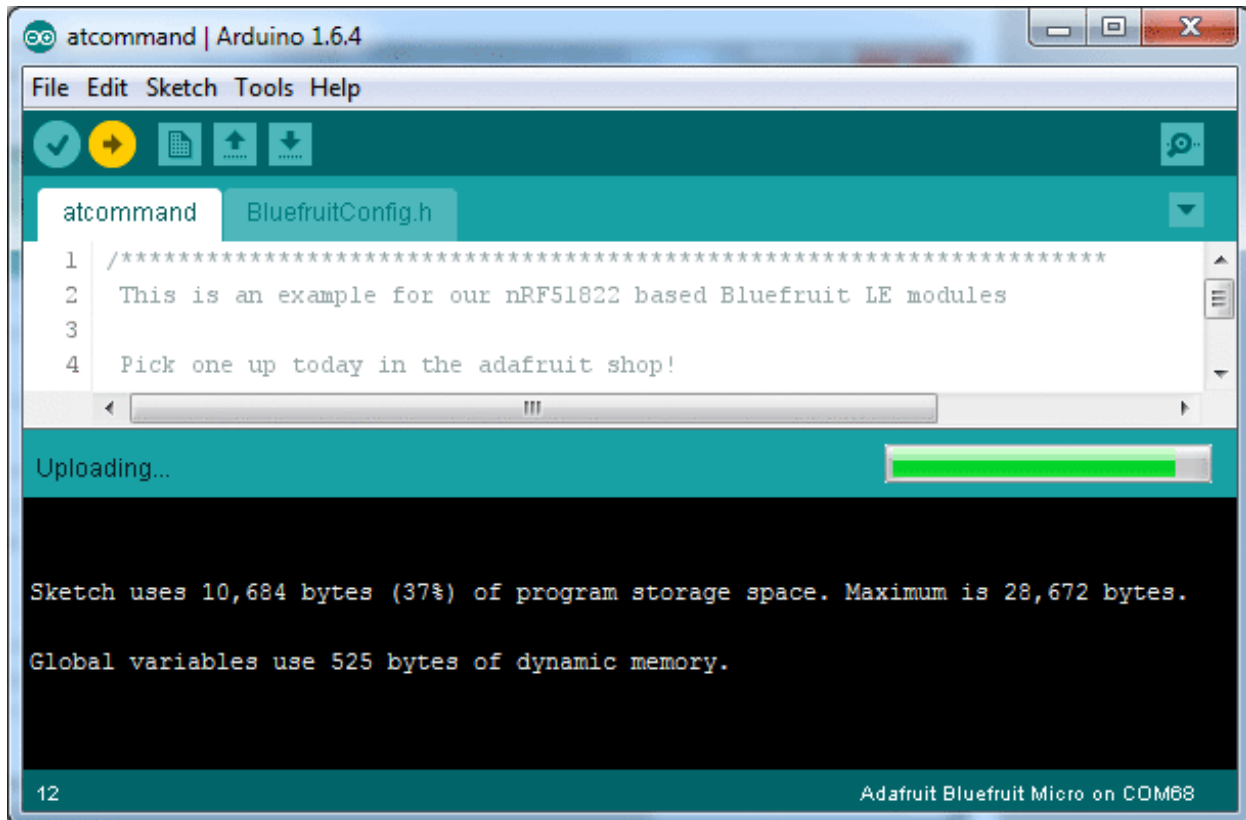 atcommand | Arduino 1.6.4
File Edit Sketch Tools Help
atcommand BluefruitConfig.h
1 /*********************************************************************
2 This is an example for our nRF51822 based Bluefruit LE modules
3
4 Pick one up today in the adafruit shop!
Uploading...
Sketch uses 10,684 bytes (37%) of program storage space. Maximum is 28,672 bytes.
Global variables use 525 bytes of dynamic memory.
12 Adafruit Bluefruit Micro on COM68